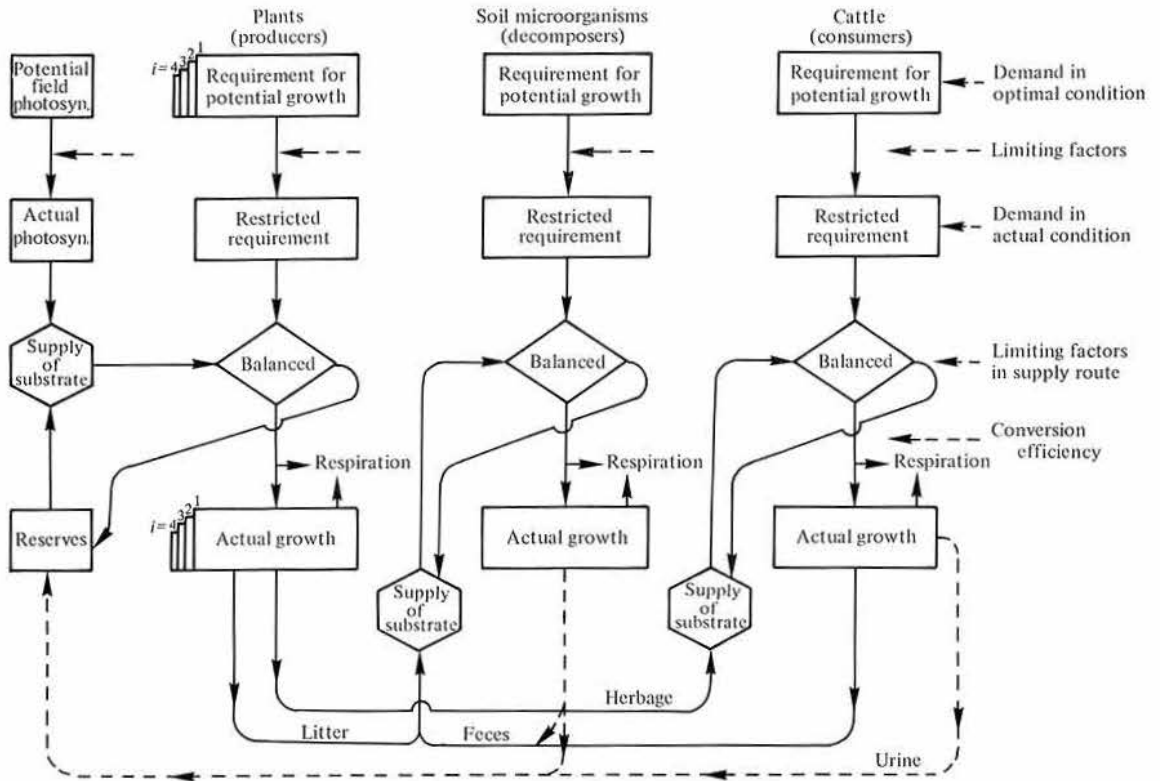 Plants
(producers)
Soil microorganisms
(decomposers)
Cattle
(consumers)
Potential
field
photosyn.
i=4 3 2 1
Requirement for
potential growth
Requirement for
potential growth
Requirement for
potential growth
Demand in
optimal condition
Limiting factors
Actual
photosyn.
Restricted
requirement
Restricted
requirement
Restricted
requirement
Demand in
actual condition
Supply
of
substrate
Balanced
Balanced
Balanced
Limiting factors
in supply route
Conversion
efficiency
Respiration
Respiration
Respiration
Reserves
i=4 3 2 1
Actual growth
Actual growth
Actual growth
Supply
of
substrate
Supply
of
substrate
Herbage
Litter
Feces
Urine